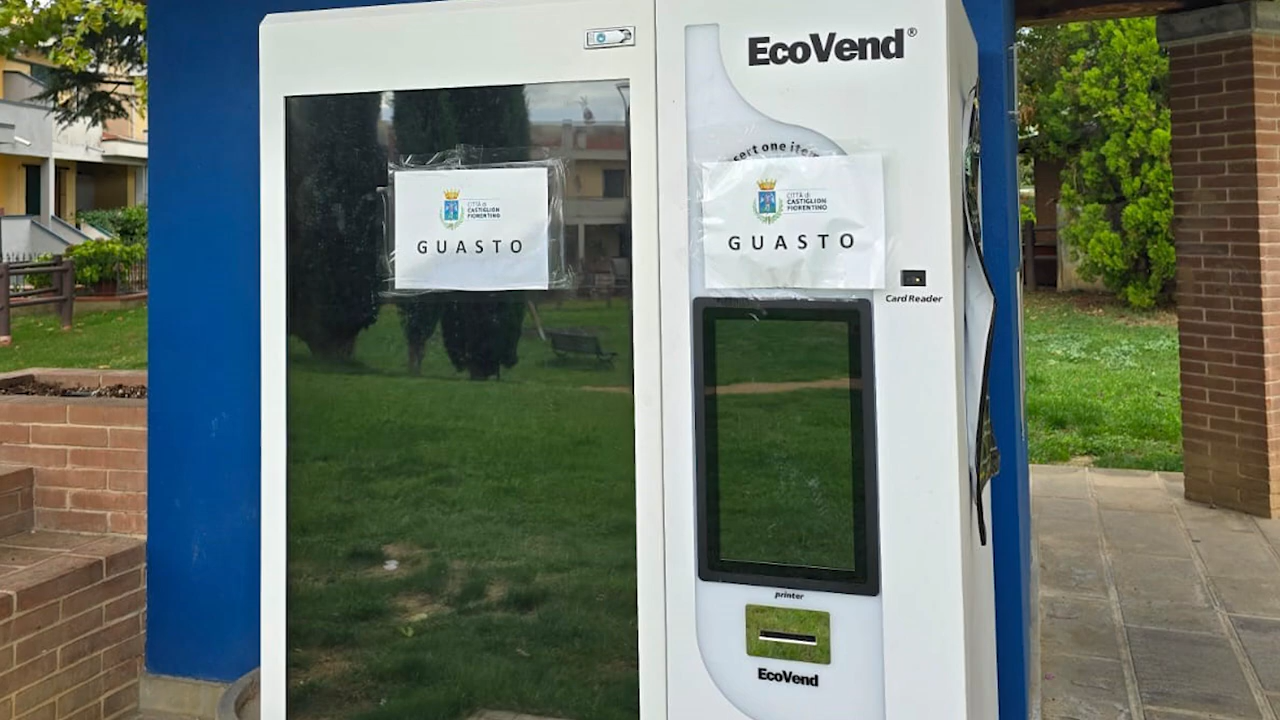 EcoVend®
sert one item
CITTÀ di
CASTIGLION
FIORENTINO
GUASTO
CITTÀ di
CASTIGLION
FIORENTINO
GUASTO
Card Reader
printer
EcoVend